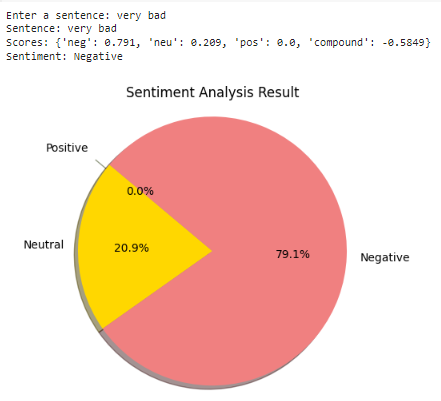 Enter a sentence: very bad
Sentence: very bad
Scores: {'neg': 0.791, 'neu': 0.209, 'pos': 0.0, 'compound': -0.5849}
Sentiment: Negative
Sentiment Analysis Result
Positive
0.0%
Neutral
20.9%
79.1%
Negative